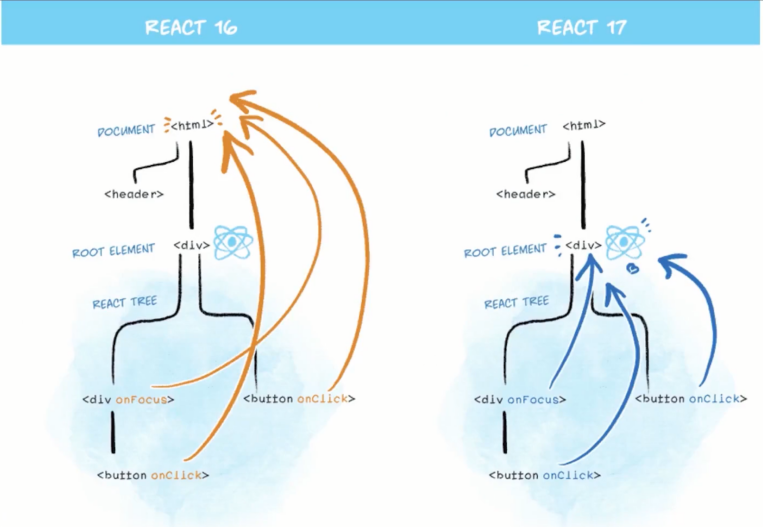 REACT 16
DOCUMENT <html>
<header>
ROOT ELEMENT <div>
REACT TREE
<div onFocus>
<button onClick>
<button onClick>
REACT 17
DOCUMENT <html>
<header>
ROOT ELEMENT <div>
REACT TREE
<div onFocus>
<button onClick>
<button onClick>